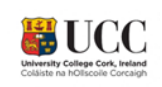 UCC
University College Cork, Ireland
Coláiste na hOllscoile Corcaigh